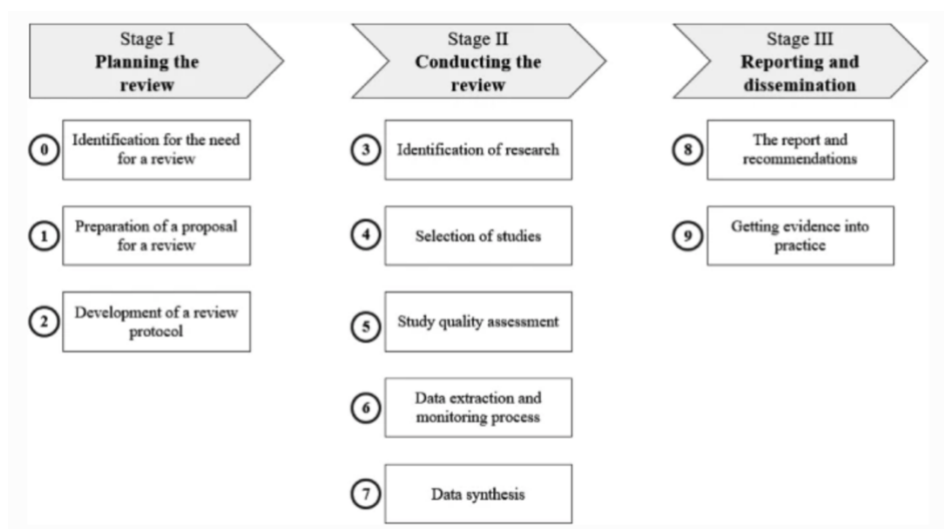 Stage I
Planning the
review
0
Identification for the need
for a review
1
Preparation of a proposal
for a review
2
Development of a review
protocol
Stage II
Conducting the
review
3
Identification of research
4
Selection of studies
5
Study quality assessment
6
Data extraction and
monitoring process
7
Data synthesis
Stage III
Reporting and
dissemination
8
The report and
recommendations
9
Getting evidence into
practice